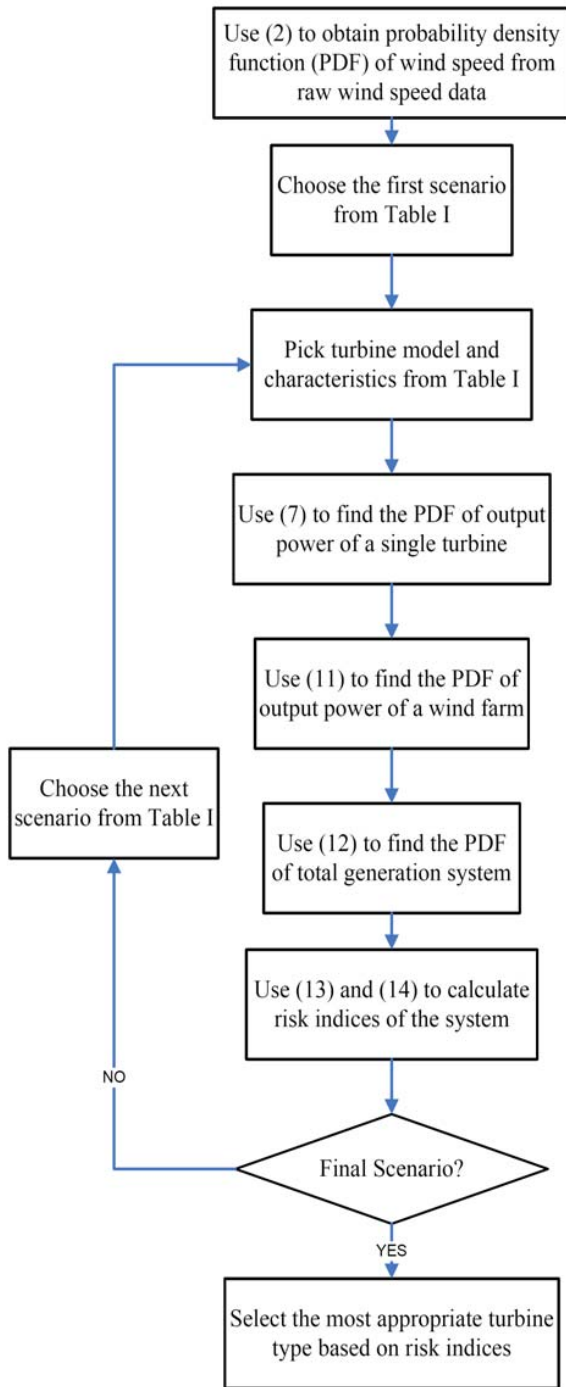 Use (2) to obtain probability density
function (PDF) of wind speed from
raw wind speed data
Choose the first scenario
from Table I
Pick turbine model and
characteristics from Table I
Use (7) to find the PDF of output
power of a single turbine
Use (11) to find the PDF of
output power of a wind farm
Choose the next
scenario from Table I
Use (12) to find the PDF
of total generation system
Use (13) and (14) to calculate
risk indices of the system
NO
Final Scenario?
YES
Select the most appropriate turbine
type based on risk indices